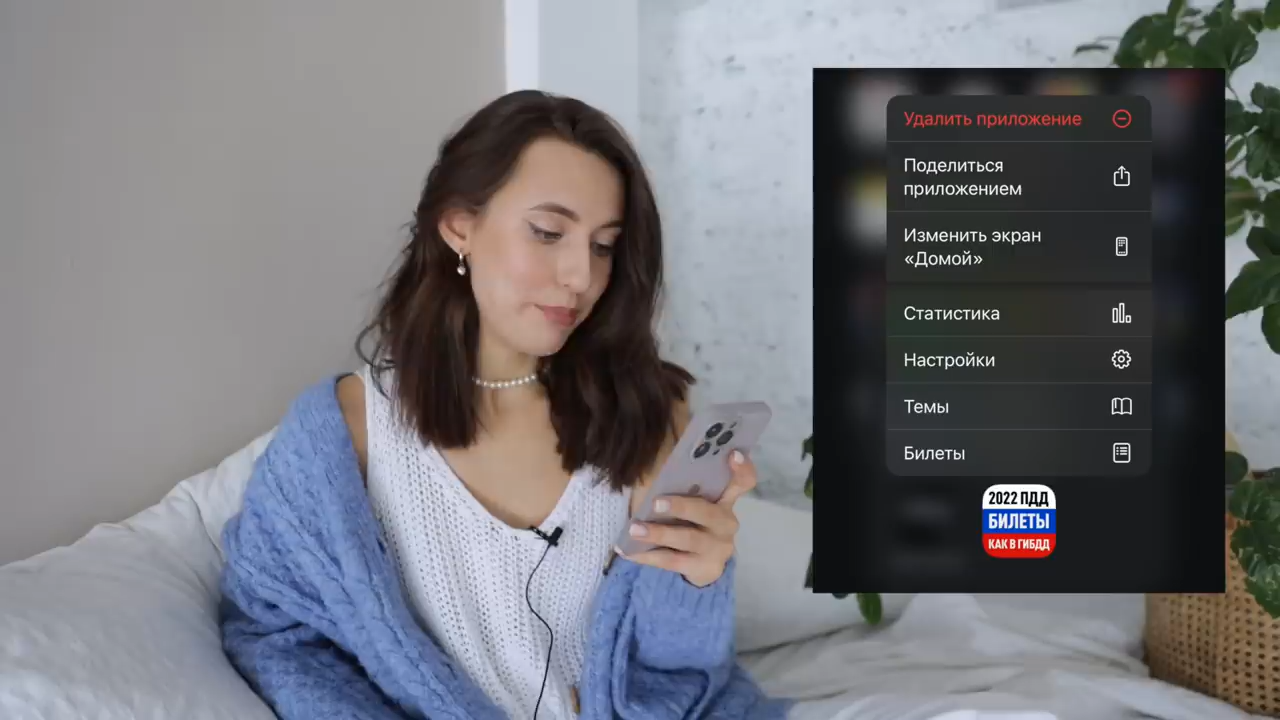 Удалить приложение
Поделиться
приложением
Изменить экран
«Домой»
Статистика
Настройки
Темы
Билеты
2022 ПДД
БИЛЕТЫ
КАК В ГИБДД